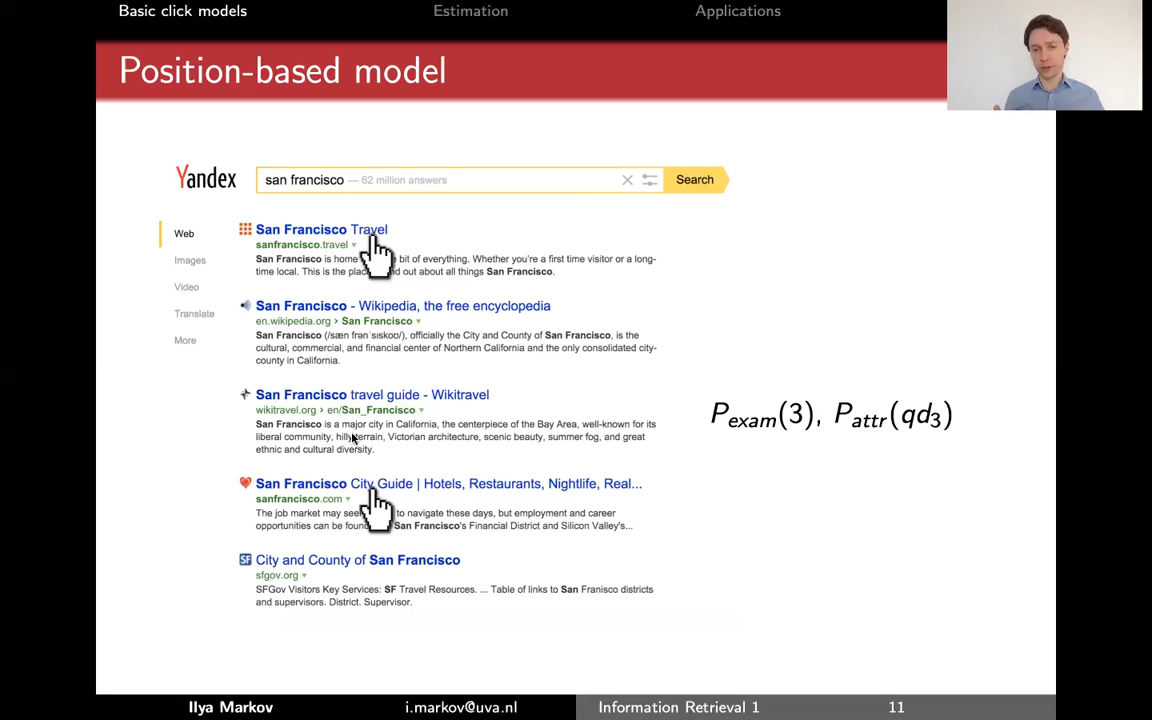 Basic click models Estimation Applications
Position-based model
Yandex
san francisco — 62 million answers
Search
Web
Images
Video
Translate
More
San Francisco Travel
sanfrancisco.travel
San Francisco is home bit of everything. Whether you're a first time visitor or a long-
time local. This is the plac nd out about all things San Francisco.
San Francisco - Wikipedia, the free encyclopedia
en.wikipedia.org › San Francisco
San Francisco (/sæn frənˈsɪskoʊ/), officially the City and County of San Francisco, is the
cultural, commercial, and financial center of Northern California and the only consolidated city-
county in California.
San Francisco travel guide - Wikitravel
wikitravel.org › en/San_Francisco
San Francisco is a major city in California, the centerpiece of the Bay Area, well-known for its
liberal community, hilly terrain, Victorian architecture, scenic beauty, summer fog, and great
ethnic and cultural diversity.
P_exam(3), P_attr(qd_3)
San Francisco City Guide | Hotels, Restaurants, Nightlife, Real...
sanfrancisco.com
The job market may see to navigate these days, but employment and career
opportunities can be found San Francisco's Financial District and Silicon Valley's...
SF City and County of San Francisco
sfgov.org
SFGov Visitors Key Services: SF Travel Resources. ... Table of links to San Franisco districts
and supervisors. District. Supervisor.
Ilya Markov i.markov@uva.nl Information Retrieval 1 11